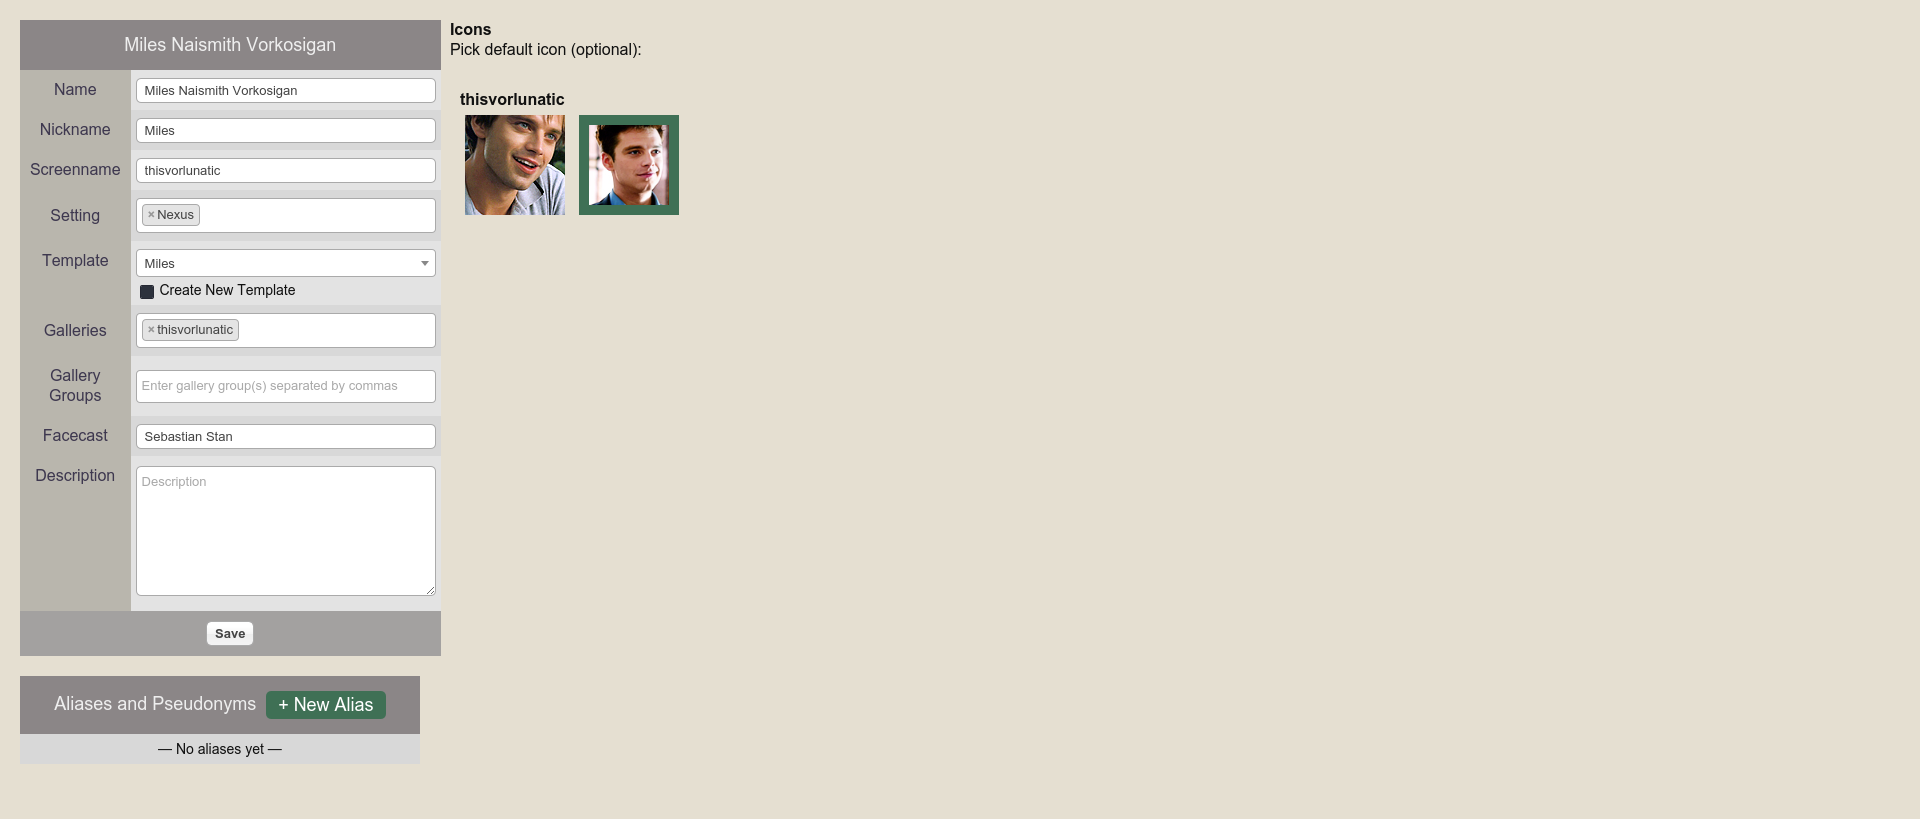 Miles Naismith Vorkosigan
Name
Miles Naismith Vorkosigan
Nickname
Miles
Screenname
thisvorlunatic
Setting
× Nexus
Template
Miles
Create New Template
Galleries
× thisvorlunatic
Gallery
Groups
Enter gallery group(s) separated by commas
Facecast
Sebastian Stan
Description
Description
Save
Aliases and Pseudonyms
+ New Alias
— No aliases yet —
Icons
Pick default icon (optional):
thisvorlunatic